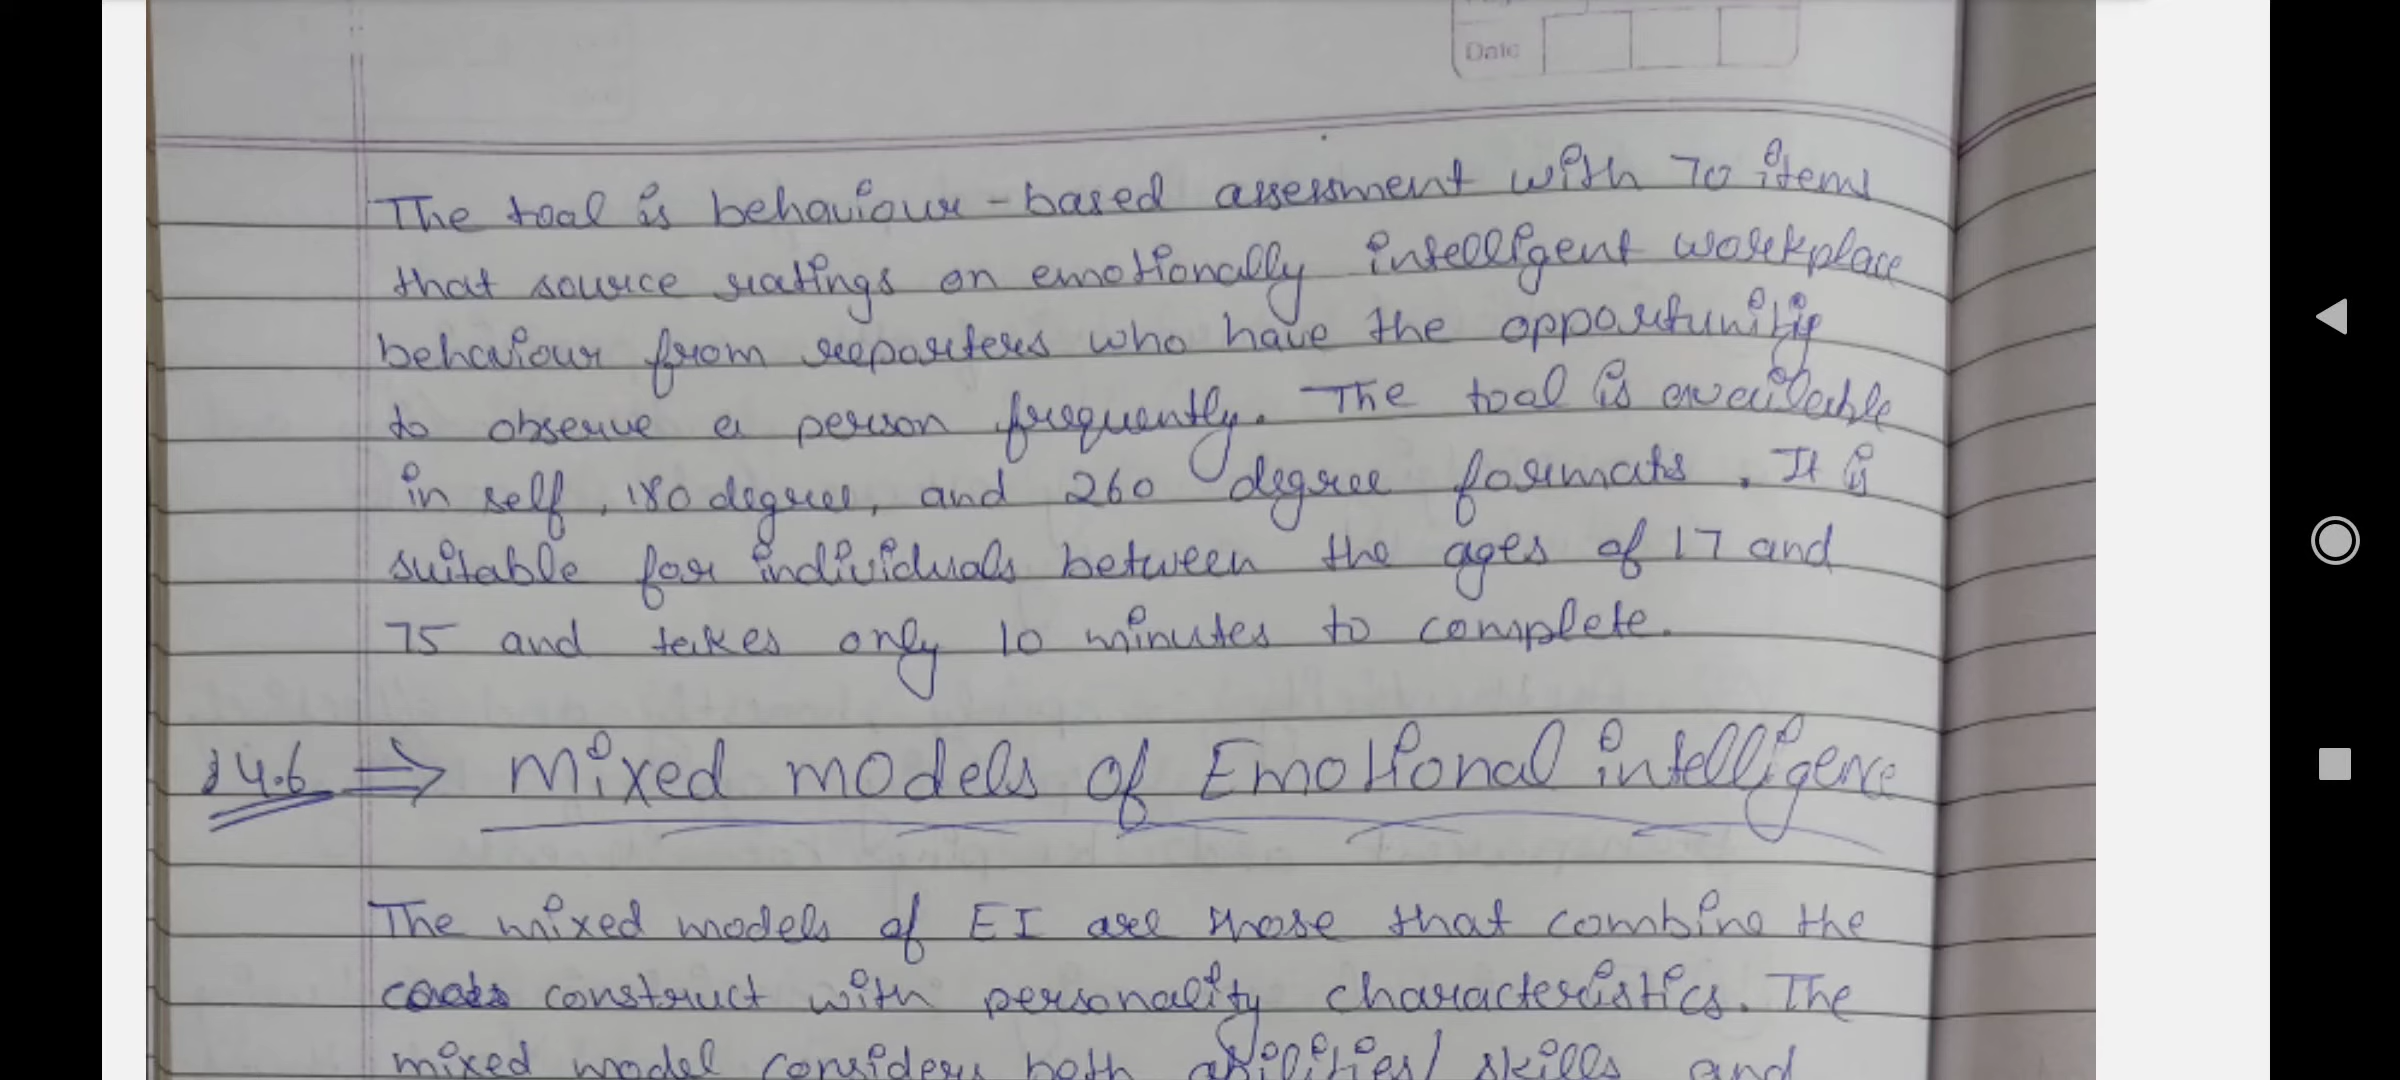 Date
The tool is behaviour-based assessment with 70 items
that source ratings on emotionally intelligent workplace
behaviour from reporters who have the opportunity
to observe a person frequently. The tool is available
in self, 180 degree, and 260 degree formats. It is
suitable for individuals between the ages of 17 and
75 and takes only 10 minutes to complete.
14.6 ⇒ Mixed models of Emotional intelligence
The mixed models of EI are those that combine the
construct with personality characteristics. The
mixed model considers both abilities/ skills and